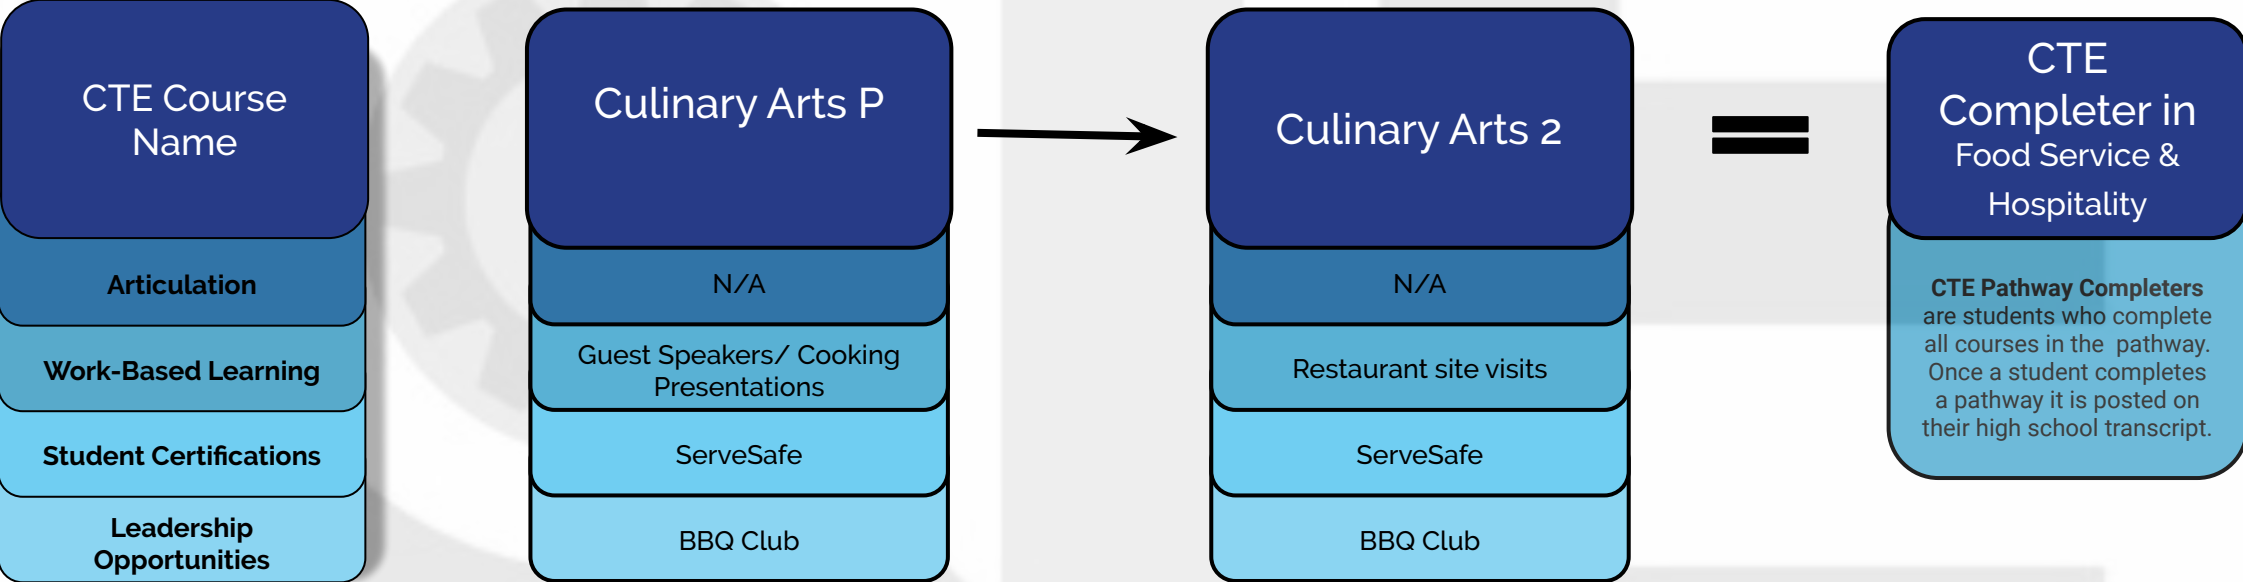 CTE Course
Name
Articulation
Work-Based Learning
Student Certifications
Leadership
Opportunities
Culinary Arts P
N/A
Guest Speakers/ Cooking
Presentations
ServeSafe
BBQ Club
Culinary Arts 2
N/A
Restaurant site visits
ServeSafe
BBQ Club
CTE
Completer in
Food Service &
Hospitality
CTE Pathway Completers
are students who complete
all courses in the pathway.
Once a student completes
a pathway it is posted on
their high school transcript.